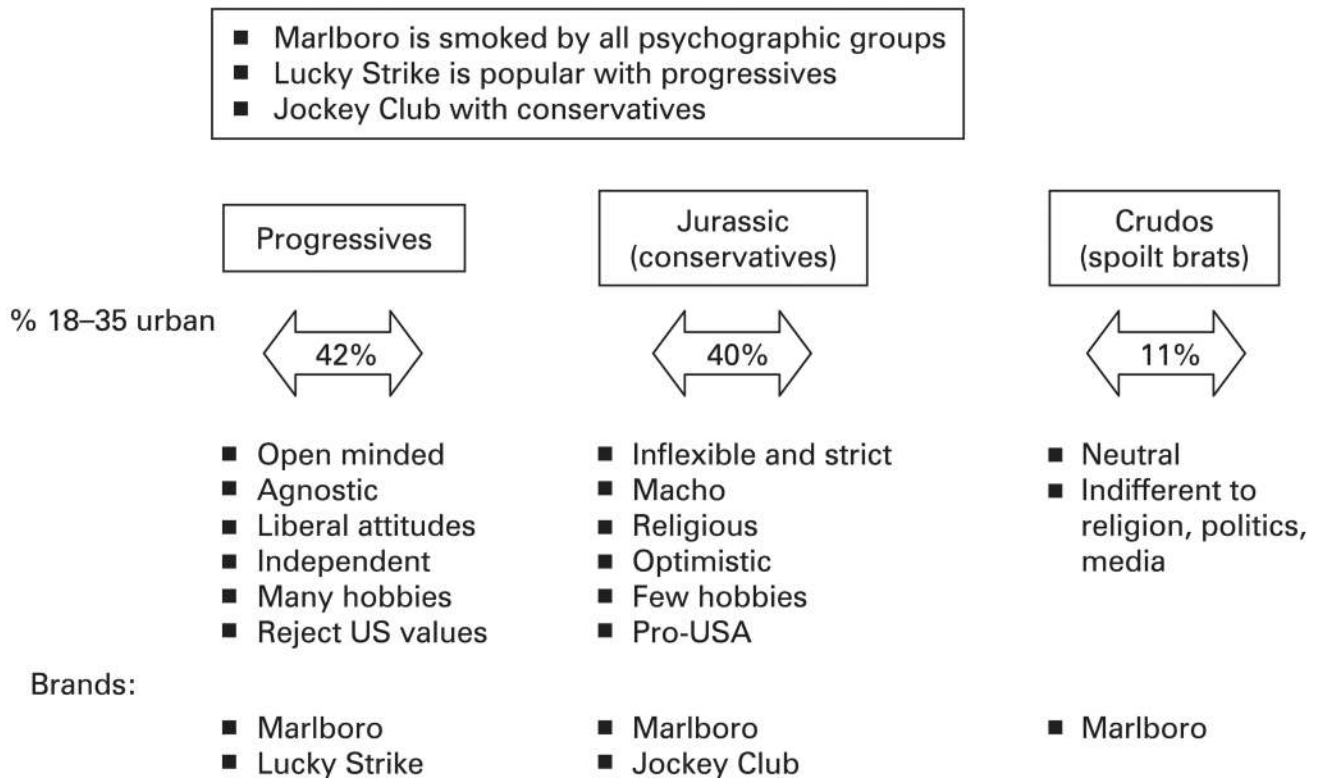 ■ Marlboro is smoked by all psychographic groups
■ Lucky Strike is popular with progressives
■ Jockey Club with conservatives
Progressives
Jurassic
(conservatives)
Crudos
(spoilt brats)
% 18–35 urban
42%
40%
11%
■ Open minded
■ Agnostic
■ Liberal attitudes
■ Independent
■ Many hobbies
■ Reject US values
■ Inflexible and strict
■ Macho
■ Religious
■ Optimistic
■ Few hobbies
■ Pro-USA
■ Neutral
■ Indifferent to
religion, politics,
media
Brands:
■ Marlboro
■ Lucky Strike
■ Marlboro
■ Jockey Club
■ Marlboro